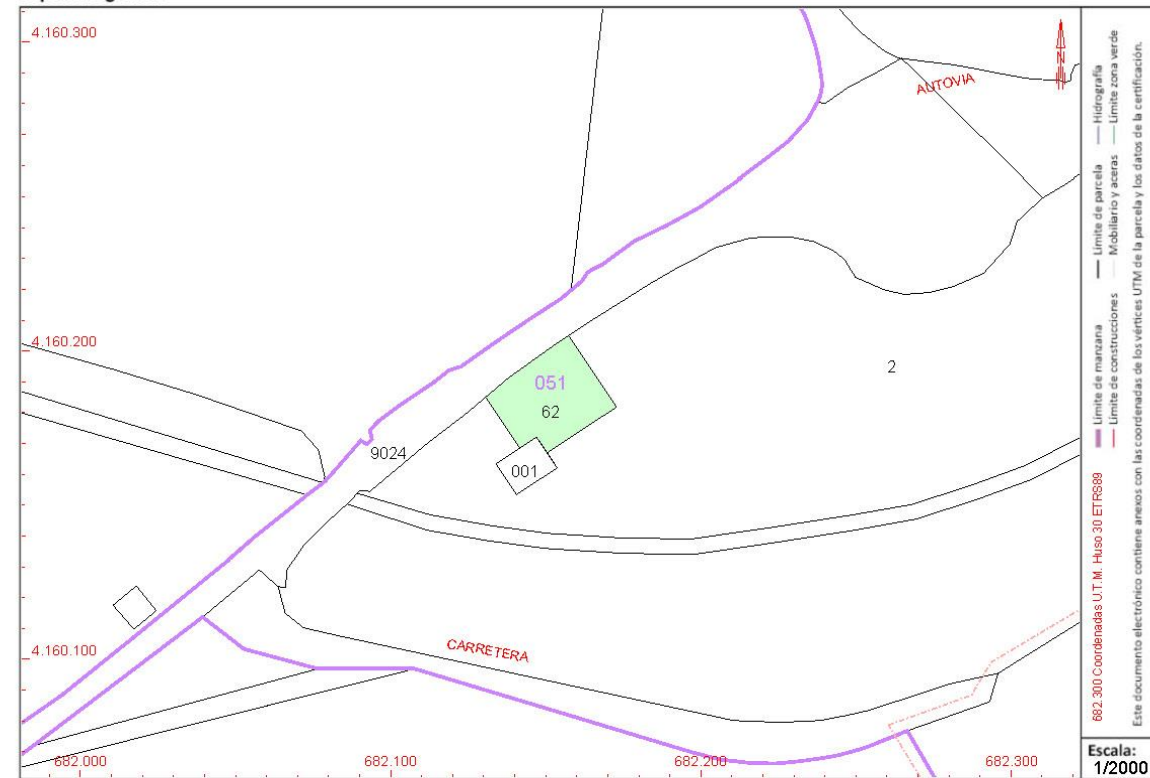 4.160.300
AUTOVIA
4.160.200
051
62
2
9024
001
4.160.100
CARRETERA
682.000
682.100
682.200
682.300
N
682.300 Coordenadas U.T.M. Huso 30 ETRS89
Límite de manzana
Límite de parcela
Hidrografía
Límite de construcciones
Mobiliario y aceras
Límite zona verde
Este documento electrónico contiene anexos con las coordenadas de los vértices UTM de la parcela y los datos de la certificación.
Escala:
1/2000